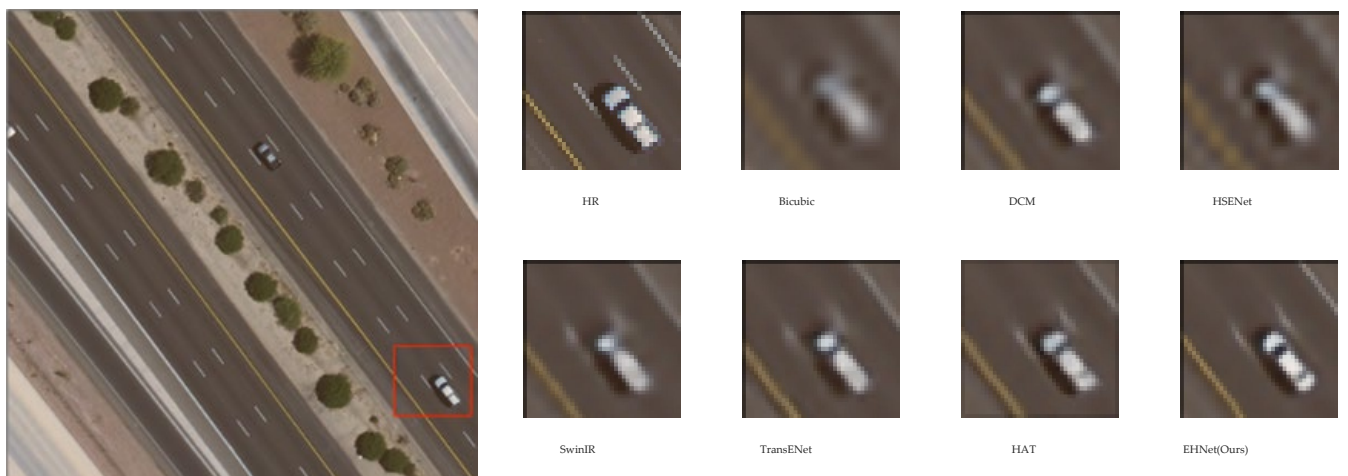 HR
Bicubic
DCM
HSENet
SwinIR
TransENet
HAT
EHNet(Ours)